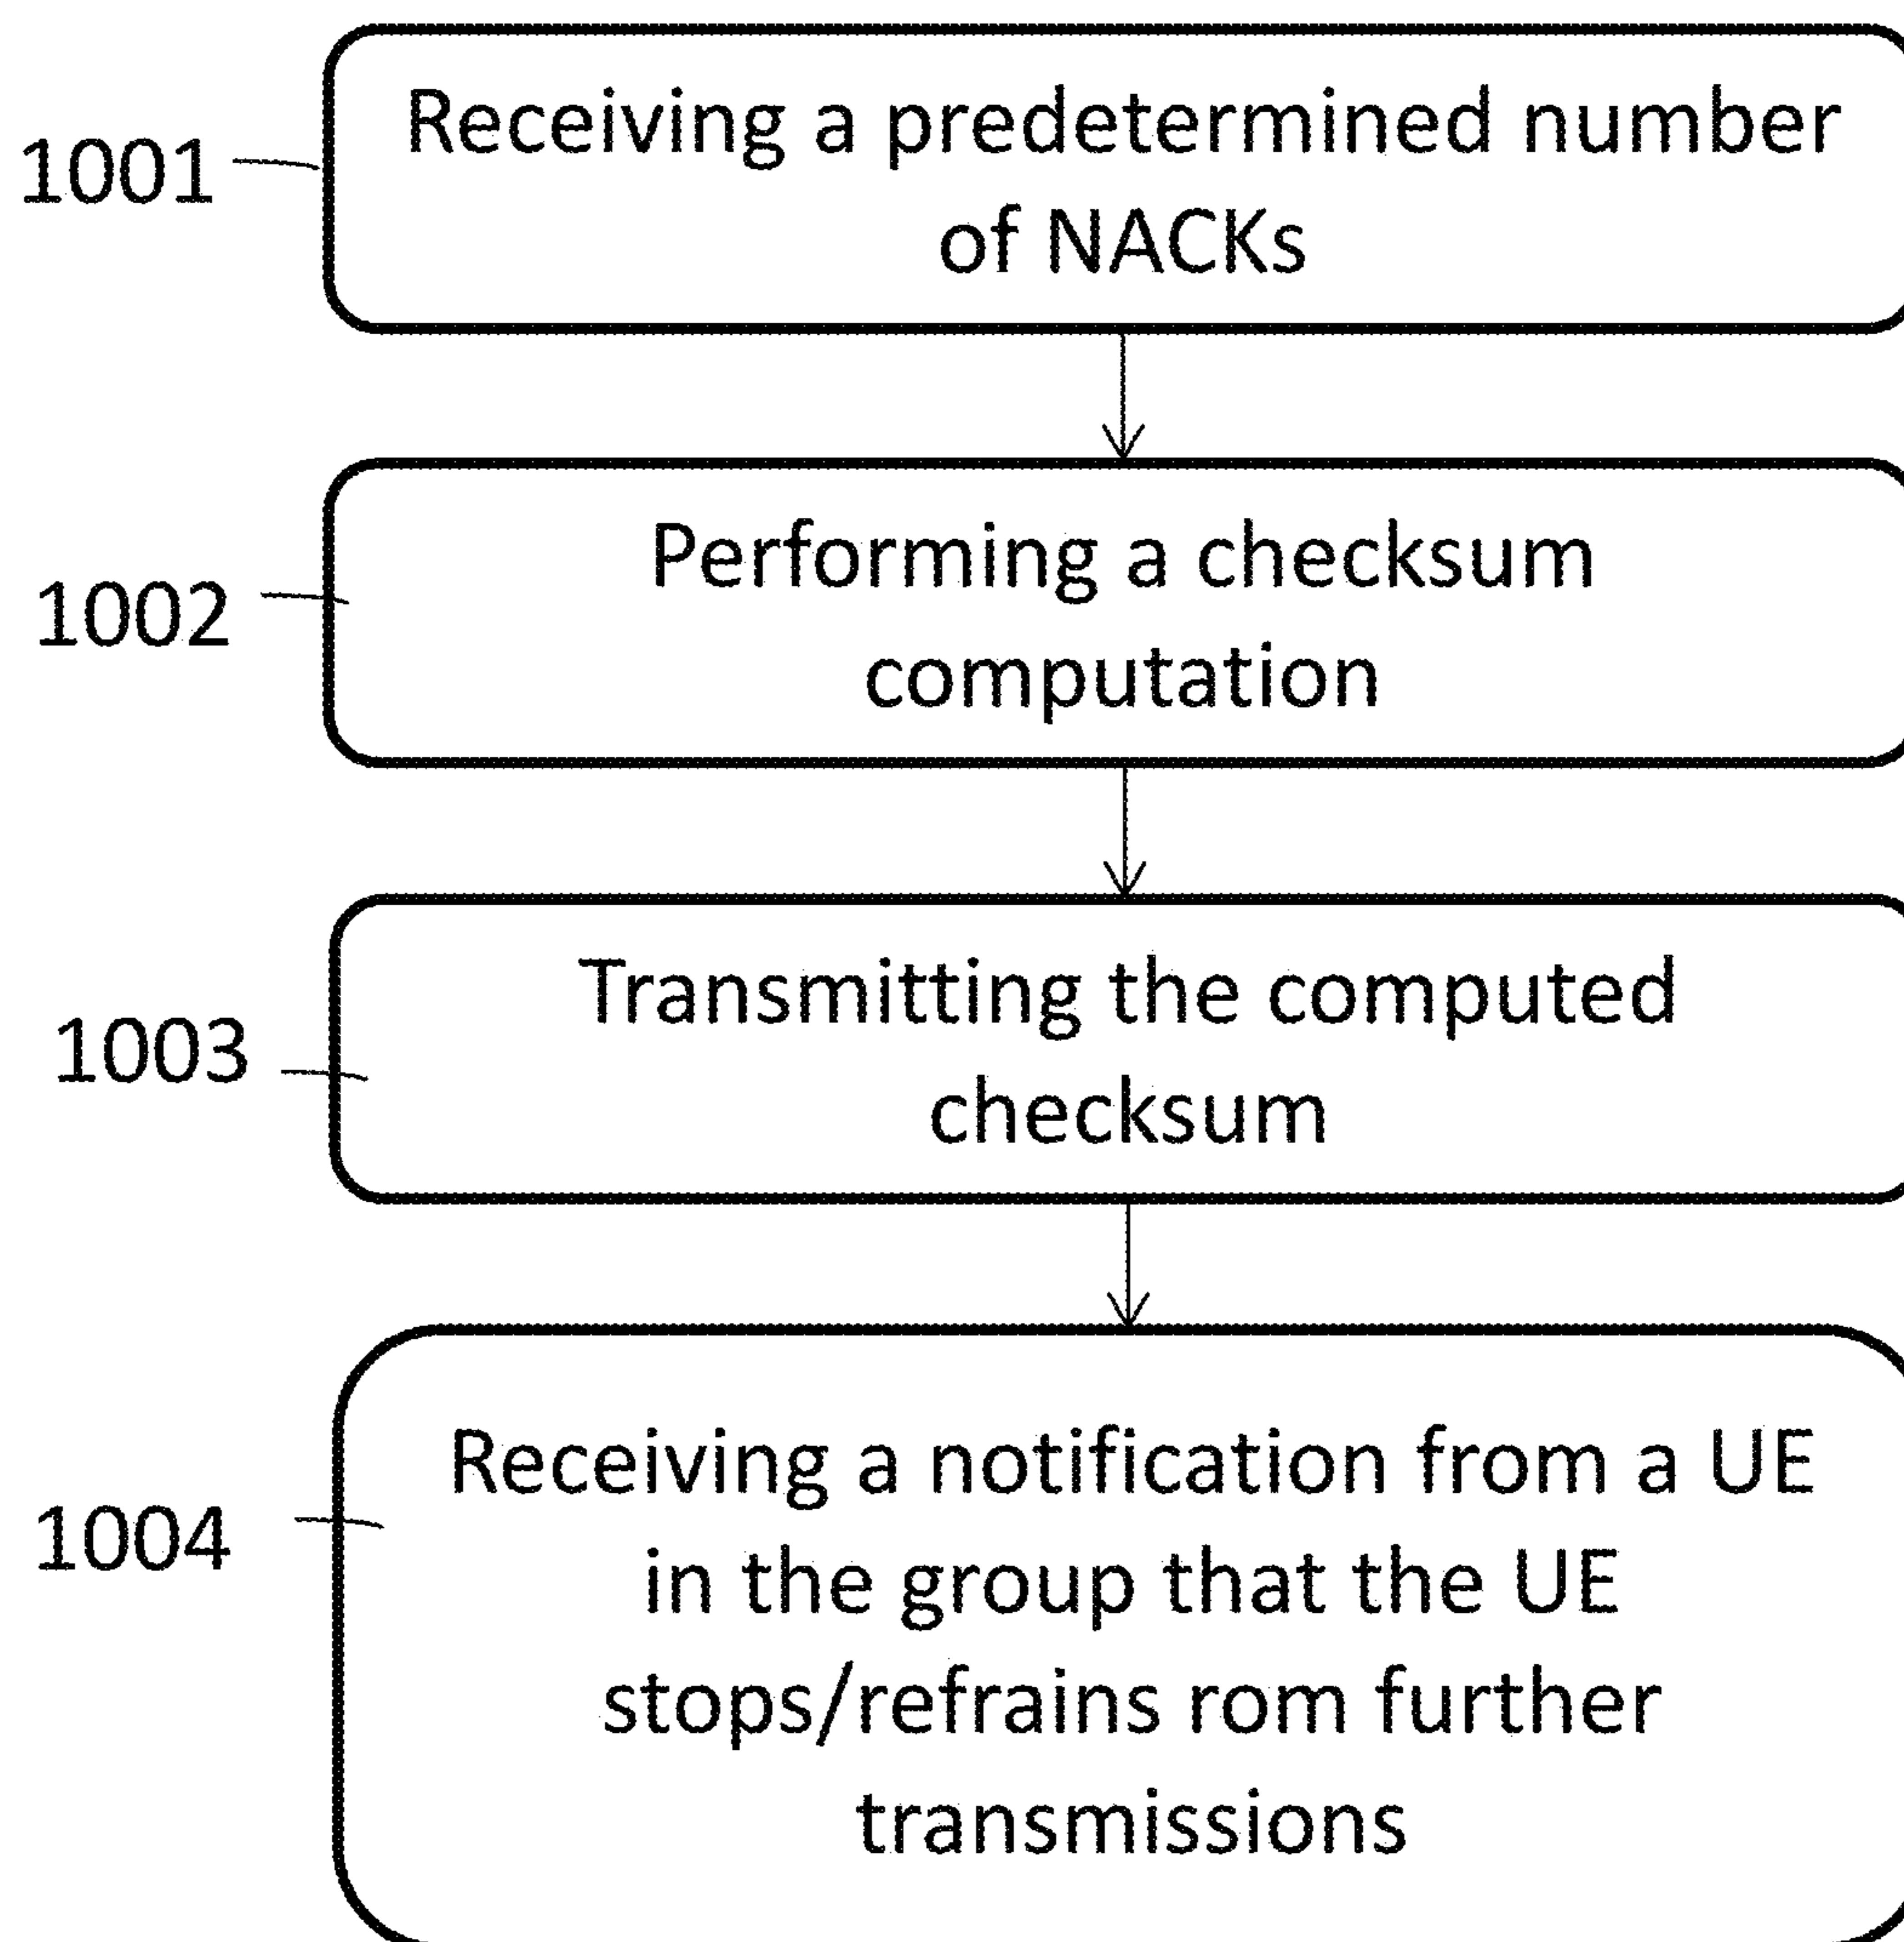 1001
Receiving a predetermined number
of NACKs
1002
Performing a checksum
computation
1003
Transmitting the computed
checksum
1004
Receiving a notification from a UE
in the group that the UE
stops/refrains rom further
transmissions